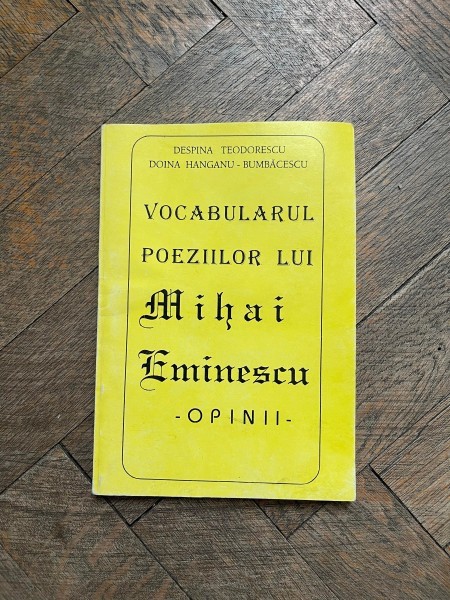 DESPINA TEODORESCU
DOINA HANGANU - BUMBĂCESCU
VOCABULARUL
POEZIILOR LUI
Mihai
Eminescu
- OPINII -